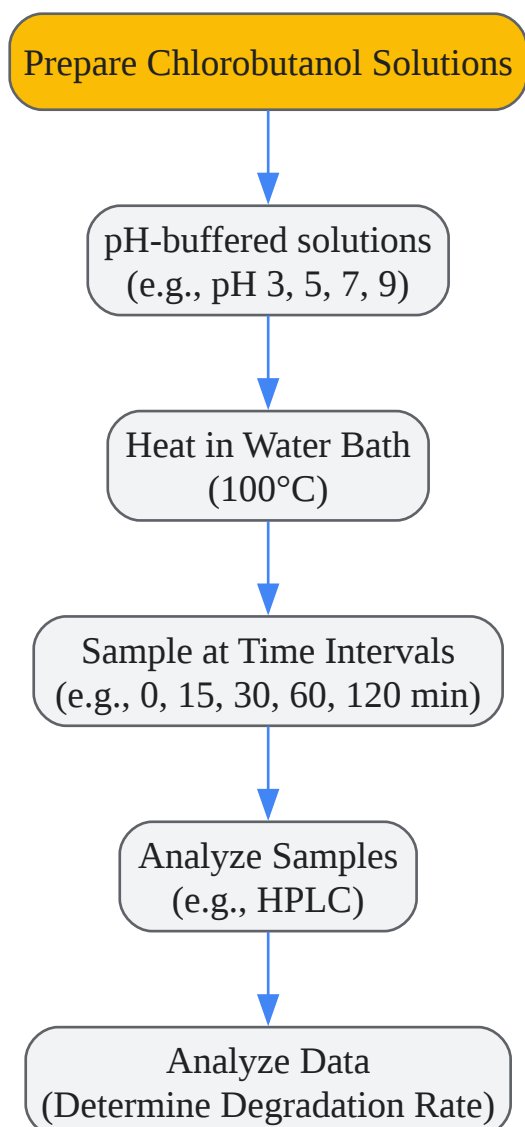 Prepare Chlorobutanol Solutions
pH-buffered solutions
(e.g., pH 3, 5, 7, 9)
Heat in Water Bath
(100°C)
Sample at Time Intervals
(e.g., 0, 15, 30, 60, 120 min)
Analyze Samples
(e.g., HPLC)
Analyze Data
(Determine Degradation Rate)